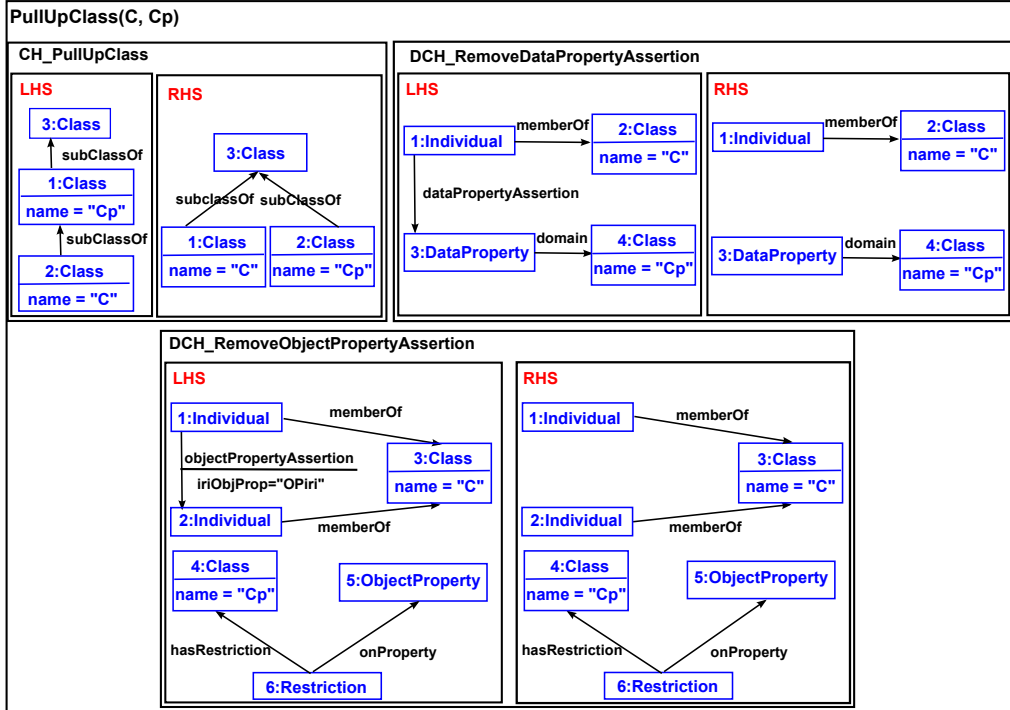 PullUpClass(C, Cp)
CH_PullUpClass
LHS
3:Class
subClassOf
1:Class
name = "Cp"
subClassOf
2:Class
name = "C"
RHS
3:Class
subclassOf
subClassOf
1:Class
name = "C"
2:Class
name = "Cp"
DCH_RemoveDataPropertyAssertion
LHS
1:Individual
memberOf
2:Class
name = "C"
dataPropertyAssertion
3:DataProperty
domain
4:Class
name = "Cp"
RHS
1:Individual
memberOf
2:Class
name = "C"
3:DataProperty
domain
4:Class
name = "Cp"
DCH_RemoveObjectPropertyAssertion
LHS
1:Individual
memberOf
objectPropertyAssertion
iriObjProp="OPiri"
3:Class
name = "C"
2:Individual
memberOf
4:Class
name = "Cp"
5:ObjectProperty
hasRestriction
onProperty
6:Restriction
RHS
1:Individual
memberOf
3:Class
name = "C"
2:Individual
memberOf
4:Class
name = "Cp"
5:ObjectProperty
hasRestriction
onProperty
6:Restriction